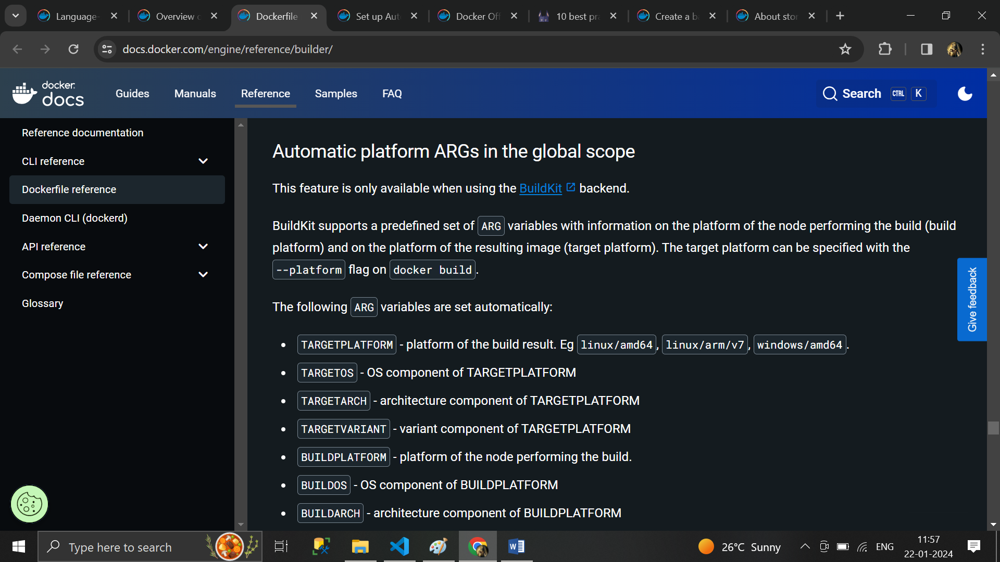 Language-
Overview c
Dockerfile
Set up Aut
Docker Off
10 best pra
Create a b
About stor
docs.docker.com/engine/reference/builder/
docker
docs
Guides
Manuals
Reference
Samples
FAQ
Search
CTRL
K
Reference documentation
CLI reference
Dockerfile reference
Daemon CLI (dockerd)
API reference
Compose file reference
Glossary
Automatic platform ARGs in the global scope
This feature is only available when using the BuildKit backend.
BuildKit supports a predefined set of ARG variables with information on the platform of the node performing the build (build
platform) and on the platform of the resulting image (target platform). The target platform can be specified with the
--platform flag on docker build.
The following ARG variables are set automatically:
• TARGETPLATFORM - platform of the build result. Eg linux/amd64, linux/arm/v7, windows/amd64.
• TARGETOS - OS component of TARGETPLATFORM
• TARGETARCH - architecture component of TARGETPLATFORM
• TARGETVARIANT - variant component of TARGETPLATFORM
• BUILDPLATFORM - platform of the node performing the build.
• BUILDOS - OS component of BUILDPLATFORM
• BUILDARCH - architecture component of BUILDPLATFORM
Give feedback
Type here to search
26°C Sunny
ENG
11:57
22-01-2024